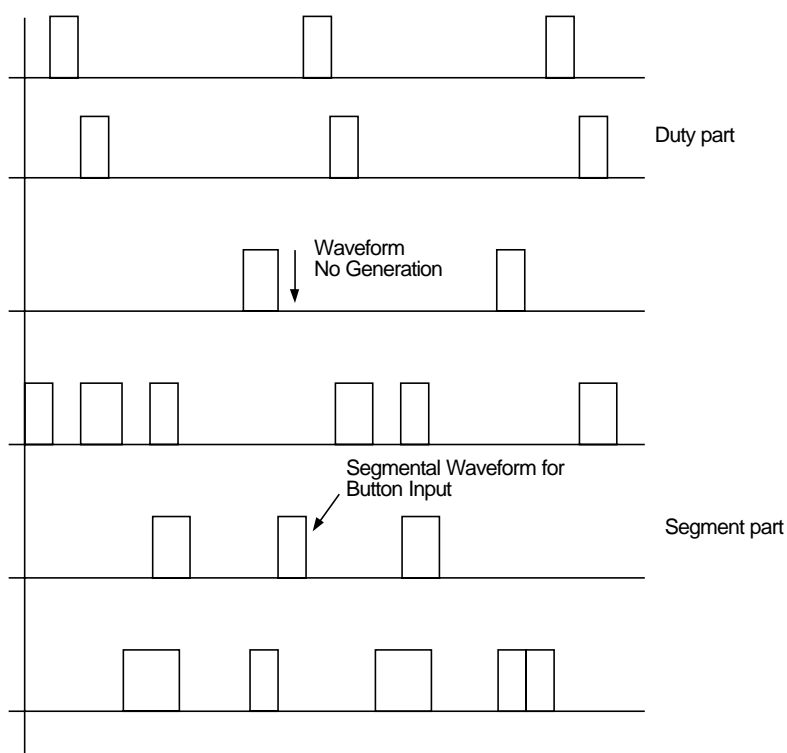 Duty part
Waveform
No Generation
Segmental Waveform for
Button Input
Segment part